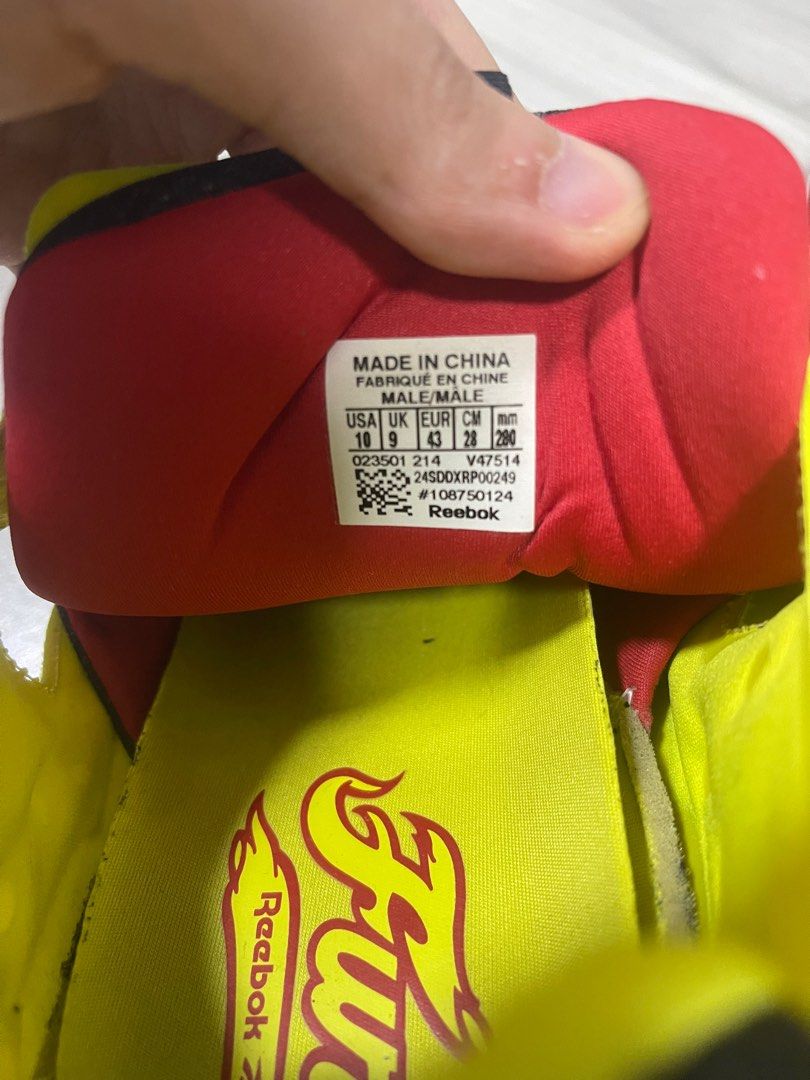 MADE IN CHINA
FABRIQUÉ EN CHINE
MALE/MÂLE
USA UK EUR CM mm
10 9 43 28 280
023501 214 V47514
24SDDXRP00249
#108750124
Reebok
Reebok